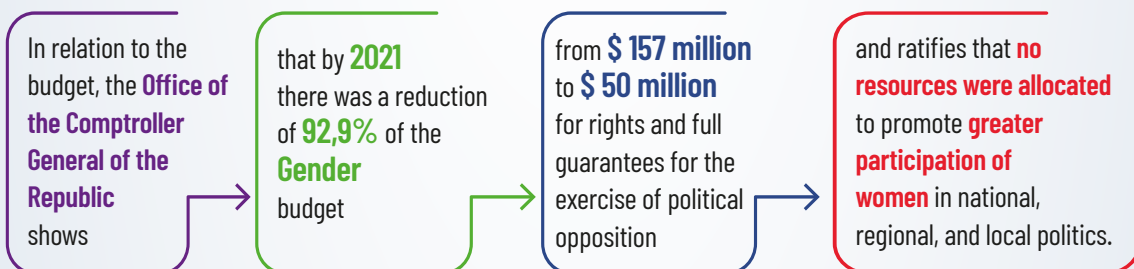 In relation to the
budget, the Office of
the Comptroller
General of the
Republic
shows
that by 2021
there was a reduction
of 92,9% of the
Gender
budget
from $ 157 million
to $ 50 million
for rights and full
guarantees for the
exercise of political
opposition
and ratifies that no
resources were allocated
to promote greater
participation of
women in national,
regional, and local politics.